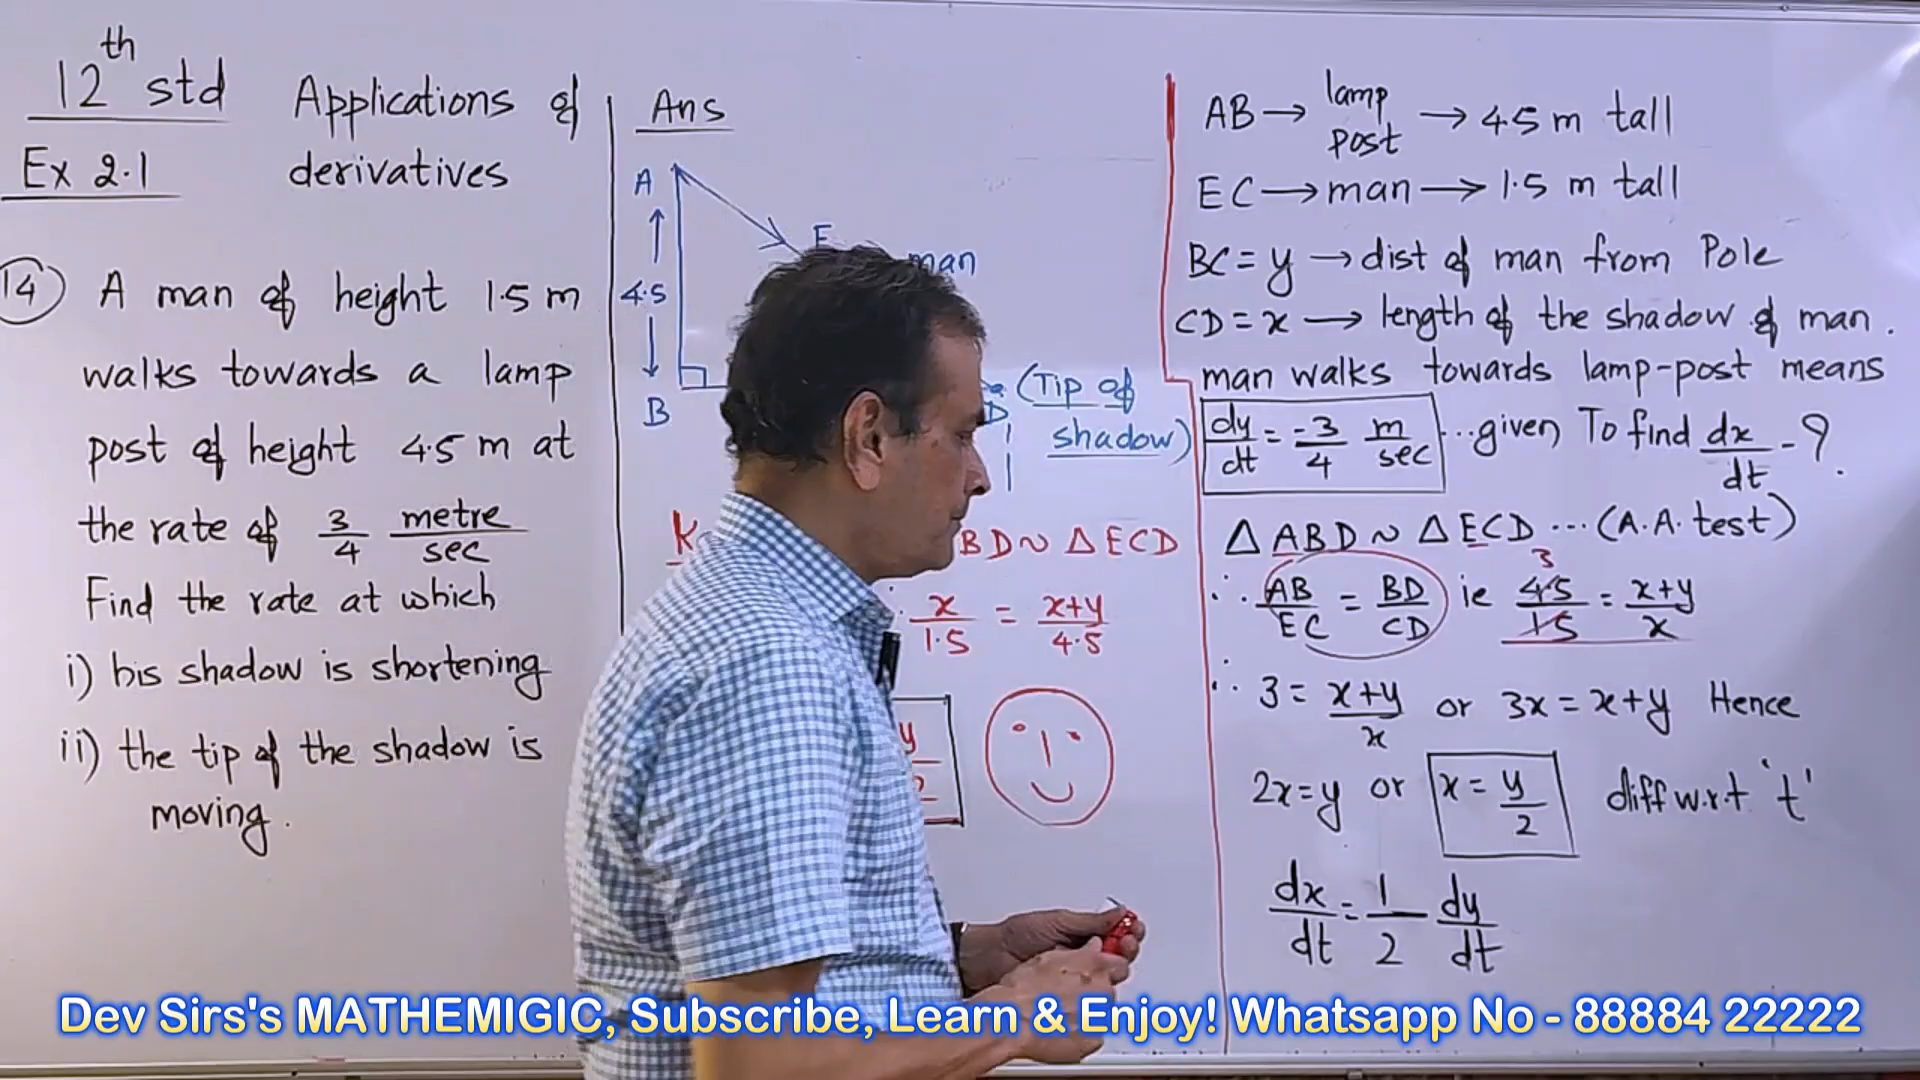 12th std
Ex 2.1
Applications of
derivatives
14 A man of height 1.5 m
walks towards a lamp
post of height 4.5 m at
the rate of 3/4 metre/sec
Find the rate at which
i) his shadow is shortening
ii) the tip of the shadow is
moving.
Ans
A
E
man
4.5
B
D
(Tip of
shadow)
BD ~ Δ ECD
x/1.5 = (x+y)/4.5
AB → lamp post → 4.5 m tall
EC → man → 1.5 m tall
BC = y → dist of man from Pole
CD = x → length of the shadow of man.
man walks towards lamp-post means
dy/dt = -3/4 m/sec ...given To find dx/dt - ?
Δ ABD ~ Δ ECD ... (A.A. test)
∴ AB/EC = BD/CD ie 4.5/1.5 = (x+y)/x
3
∴ 3 = (x+y)/x or 3x = x+y Hence
2x = y or x = y/2 diff w.r.t 't'
dx/dt = 1/2 dy/dt
Dev Sirs's MATHEMIGIC, Subscribe, Learn & Enjoy! Whatsapp No - 88884 22222